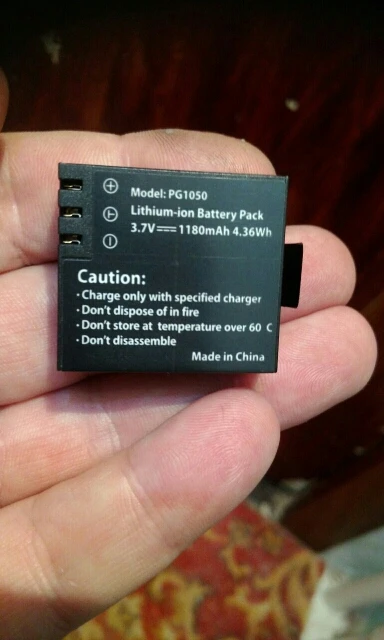 Model: PG1050
Lithium-ion Battery Pack
3.7V⎓1180mAh 4.36Wh
Caution:
· Charge only with specified charger
· Don't dispose of in fire
· Don't store at temperature over 60 C
· Don't disassemble
Made in China